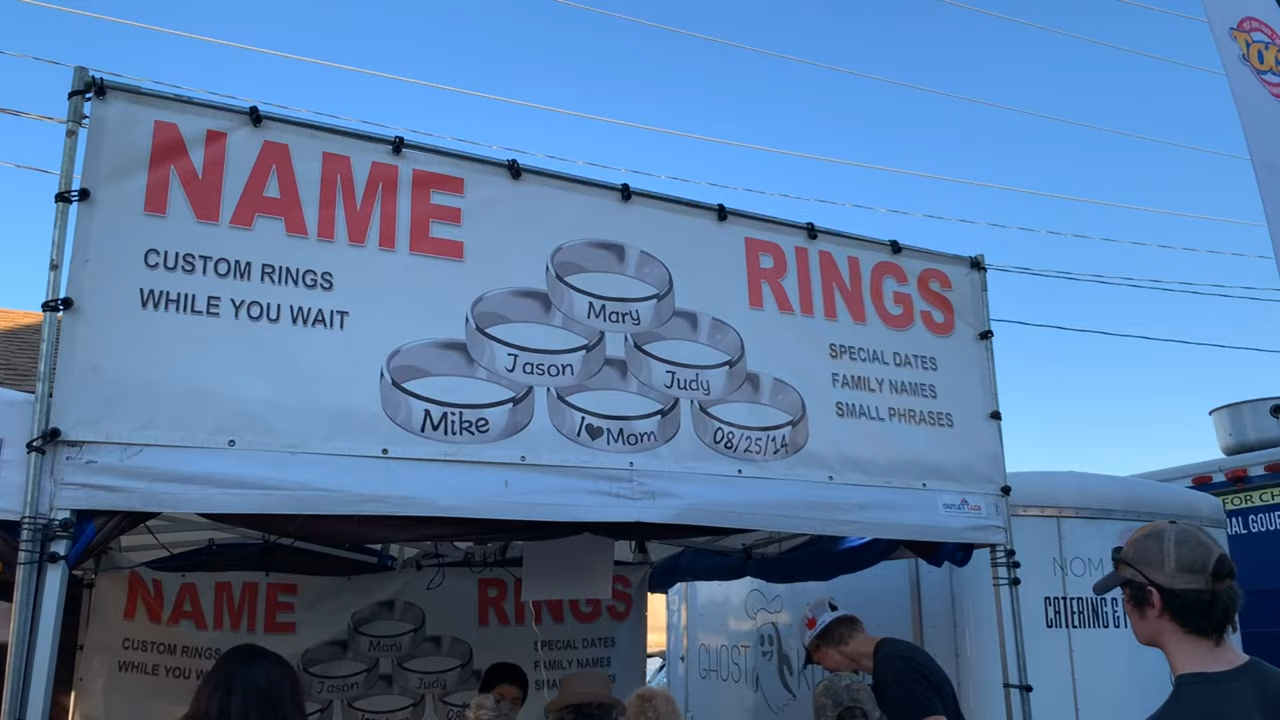 NAME
RINGS
CUSTOM RINGS
WHILE YOU WAIT
SPECIAL DATES
FAMILY NAMES
SMALL PHRASES
Mary
Jason
Judy
Mike
I♥Mom
08/25/14
NAME
RINGS
CUSTOM RINGS
WHILE YOU
SPECIAL DATES
FAMILY NAMES
Mary
Jason
Judy
GHOST
NOM
CATERING &
FOR CH